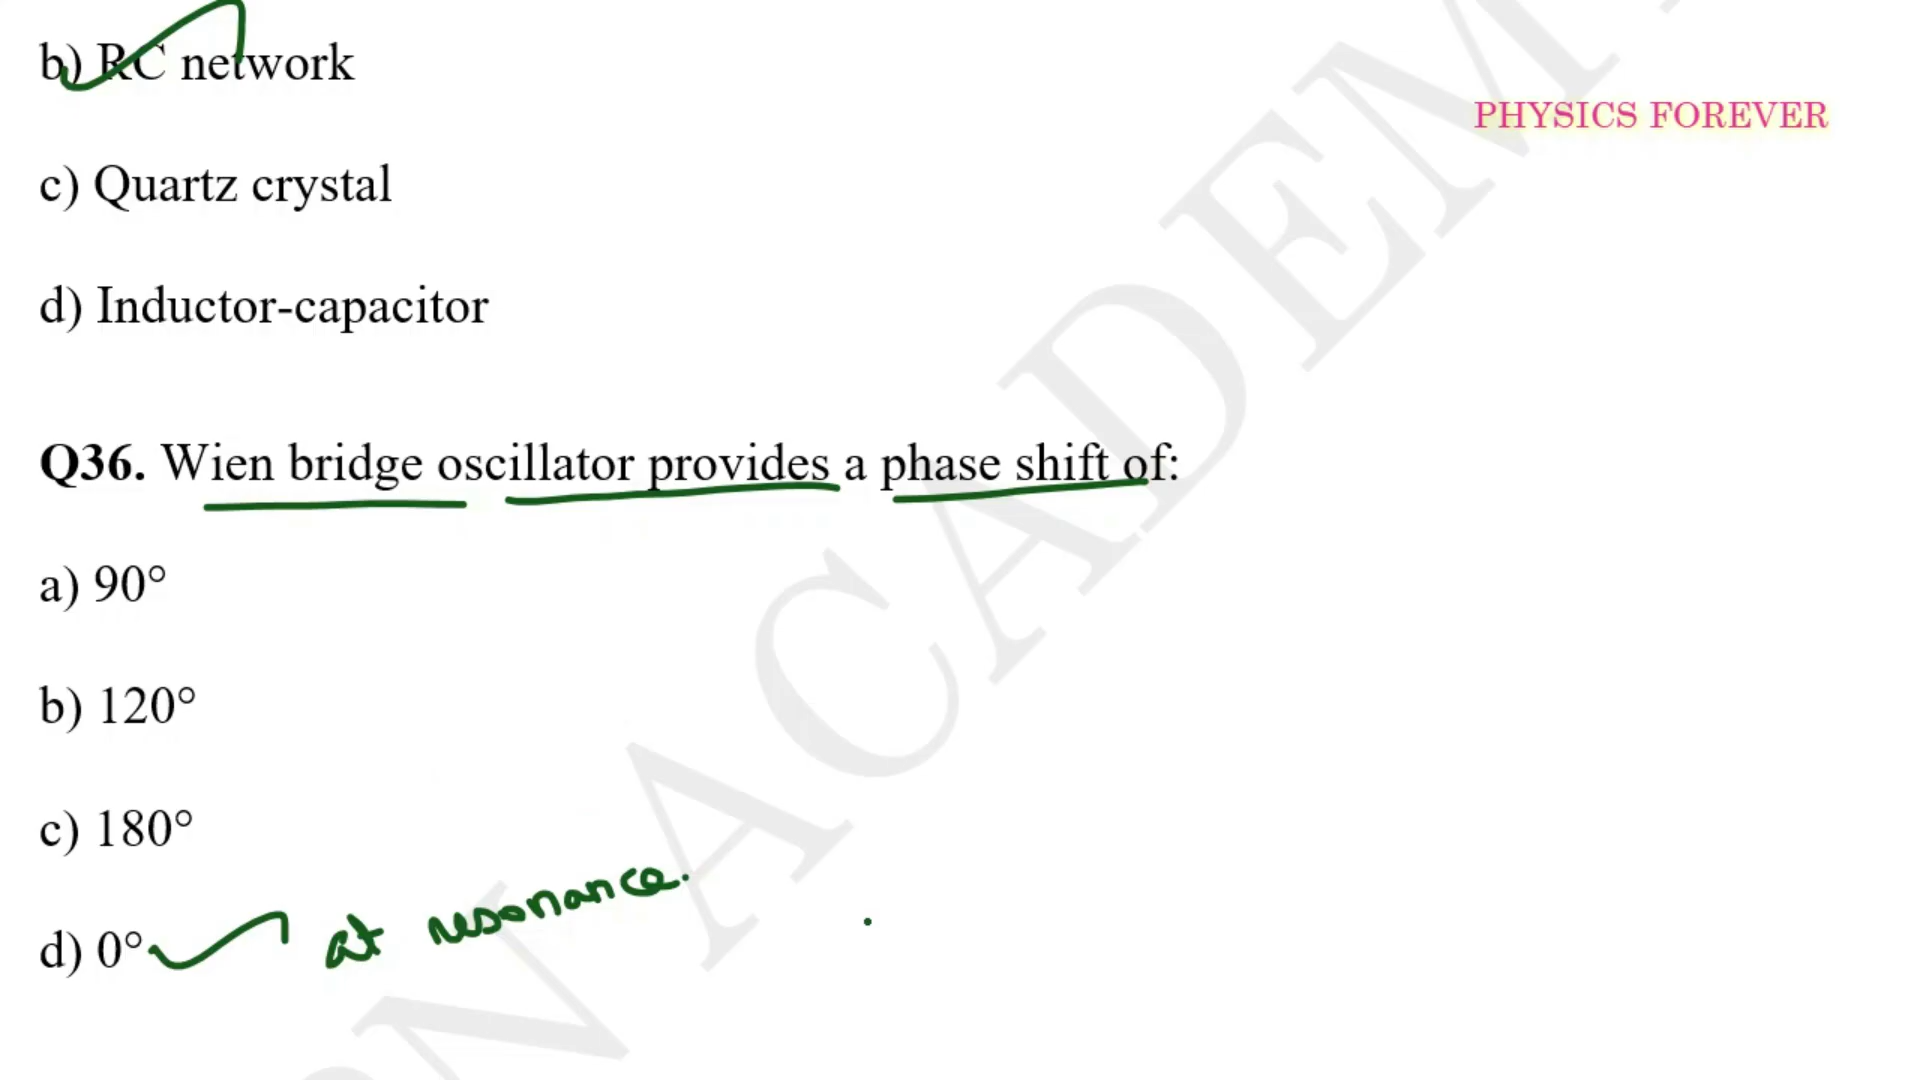 b) RC network
PHYSICS FOREVER
c) Quartz crystal
d) Inductor-capacitor
Q36. Wien bridge oscillator provides a phase shift of:
a) 90°
b) 120°
c) 180°
d) 0° at resonance.
N ACADEM